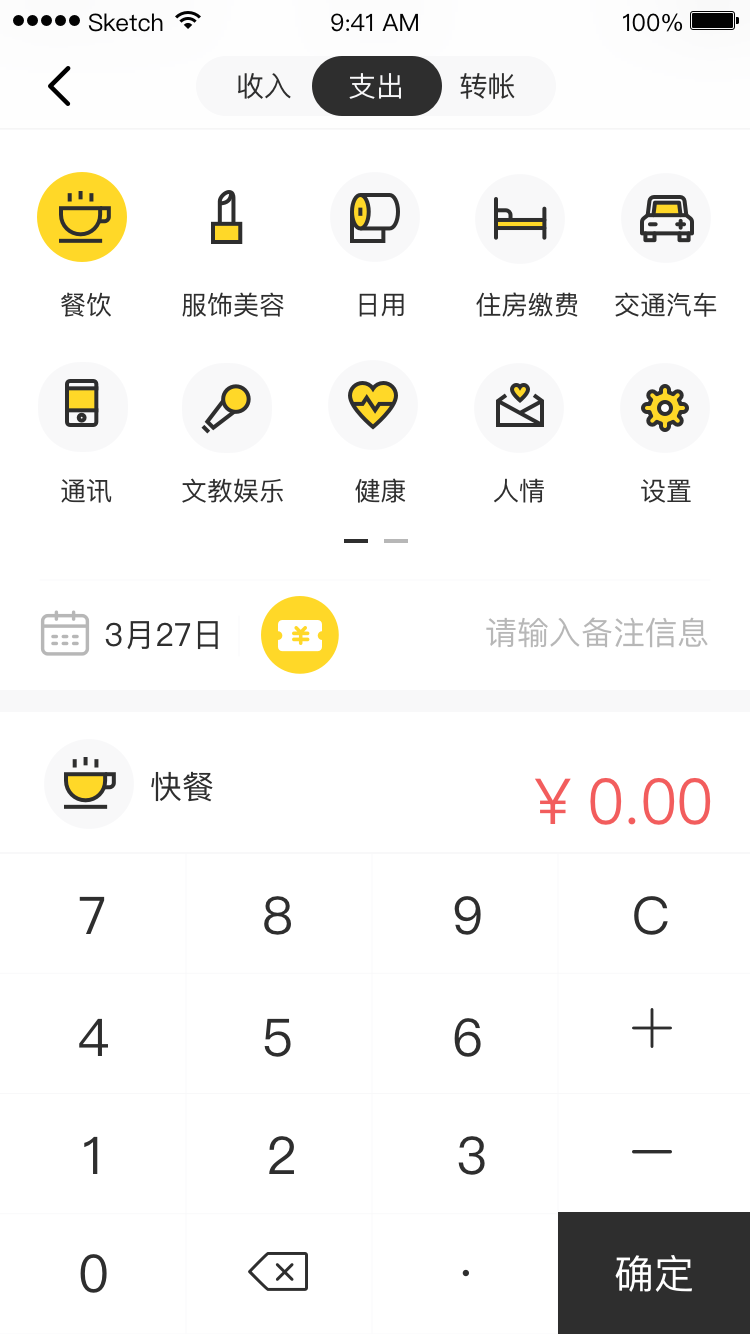 Sketch 9:41 AM 100%
收入 支出 转帐
餐饮 服饰美容 日用 住房缴费 交通汽车
通讯 文教娱乐 健康 人情 设置
3月27日 ¥ 请输入备注信息
快餐 ¥ 0.00
7 8 9 C
4 5 6 +
1 2 3 —
0 · 确定